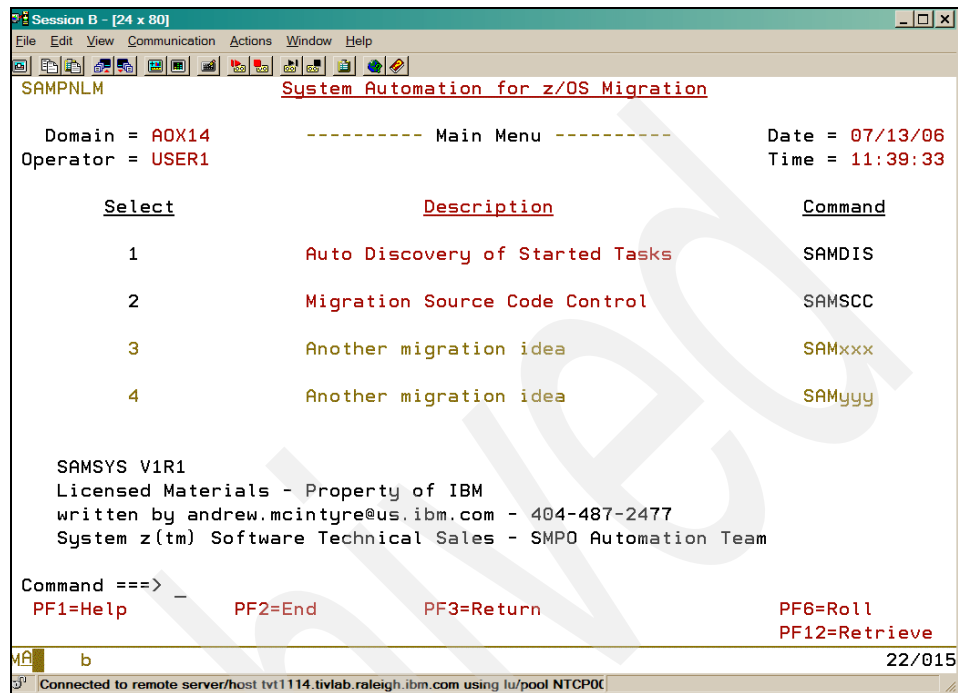 Session B - [24 x 80]
File Edit View Communication Actions Window Help
SAMPNLM System Automation for z/OS Migration
Domain = AOX14 ---------- Main Menu ---------- Date = 07/13/06
Operator = USER1 Time = 11:39:33
Select Description Command
1 Auto Discovery of Started Tasks SAMDIS
2 Migration Source Code Control SAMSCC
3 Another migration idea SAMxxx
4 Another migration idea SAMyyy
SAMSYS V1R1
Licensed Materials - Property of IBM
written by andrew.mcintyre@us.ibm.com - 404-487-2477
System z(tm) Software Technical Sales - SMPO Automation Team
Command ===> _
PF1=Help PF2=End PF3=Return PF6=Roll
PF12=Retrieve
MA b 22/015
Connected to remote server/host tvt1114.tivlab.raleigh.ibm.com using lu/pool